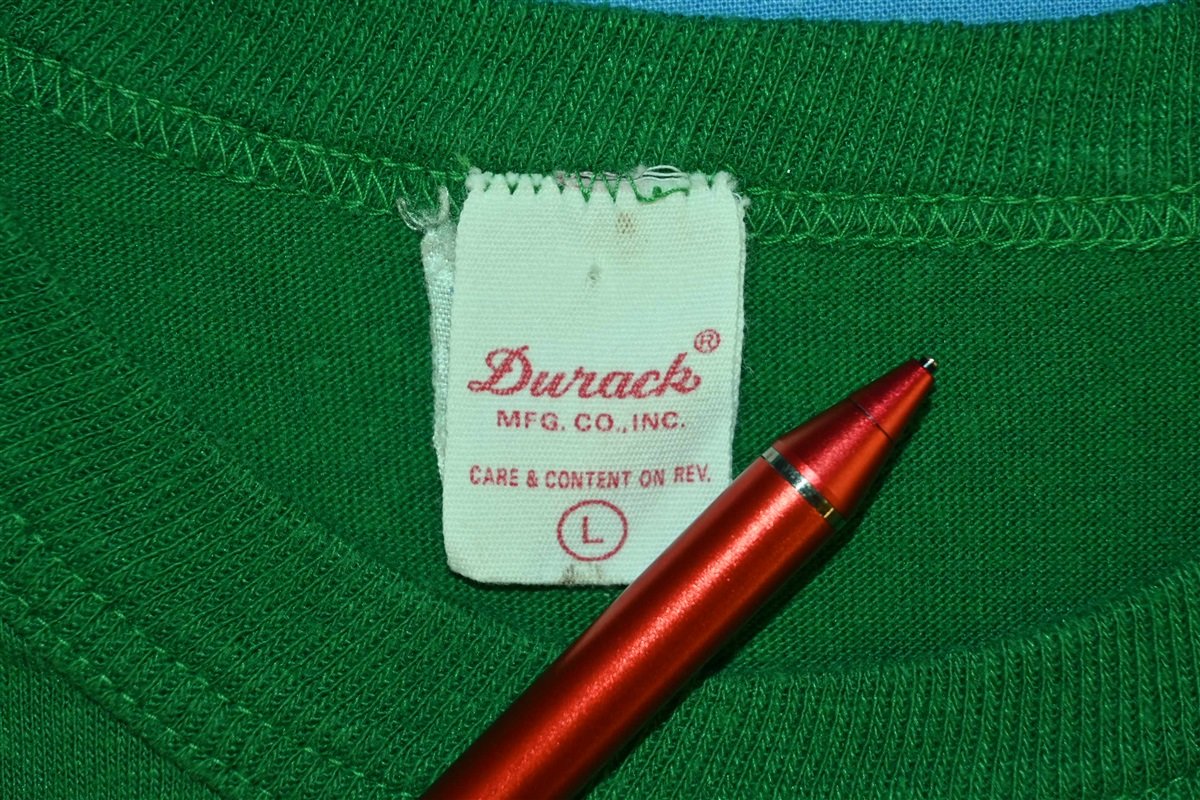 Durack®
MFG. CO., INC.
CARE & CONTENT ON REV.
L